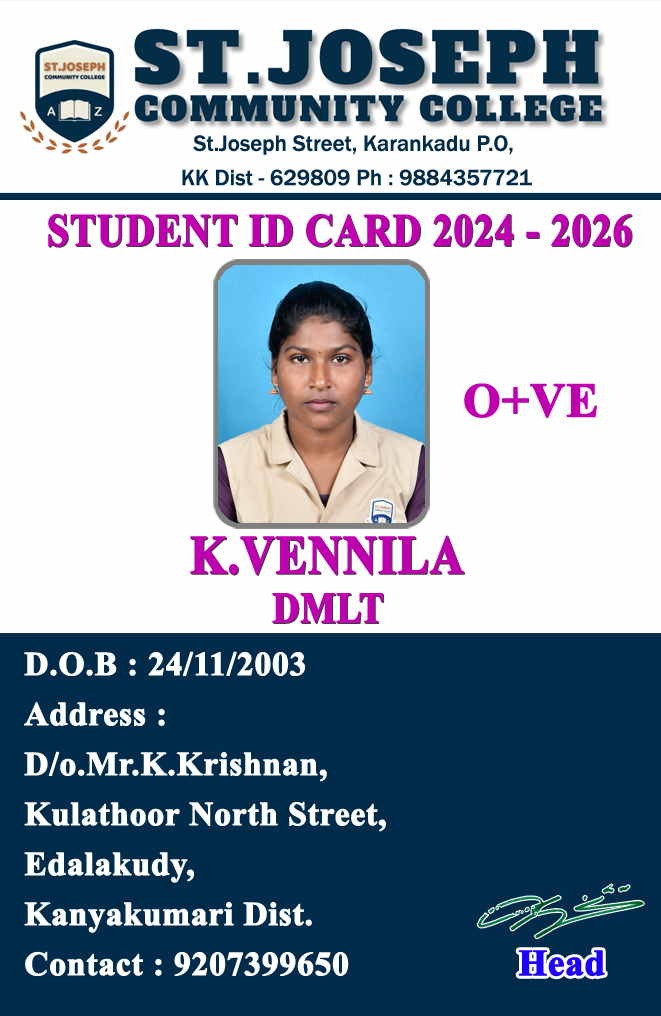 ST.JOSEPH
COMMUNITY COLLEGE
A Z
ST.JOSEPH
COMMUNITY COLLEGE
St.Joseph Street, Karankadu P.O,
KK Dist - 629809 Ph : 9884357721
STUDENT ID CARD 2024 - 2026
O+VE
K.VENNILA
DMLT
D.O.B : 24/11/2003
Address :
D/o.Mr.K.Krishnan,
Kulathoor North Street,
Edalakudy,
Kanyakumari Dist.
Contact : 9207399650
Head